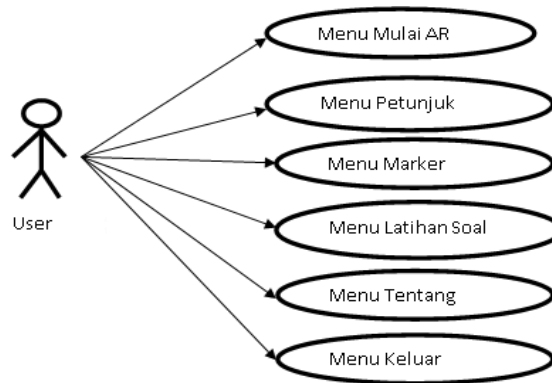 Menu Mulai AR
Menu Petunjuk
Menu Marker
User
Menu Latihan Soal
Menu Tentang
Menu Keluar